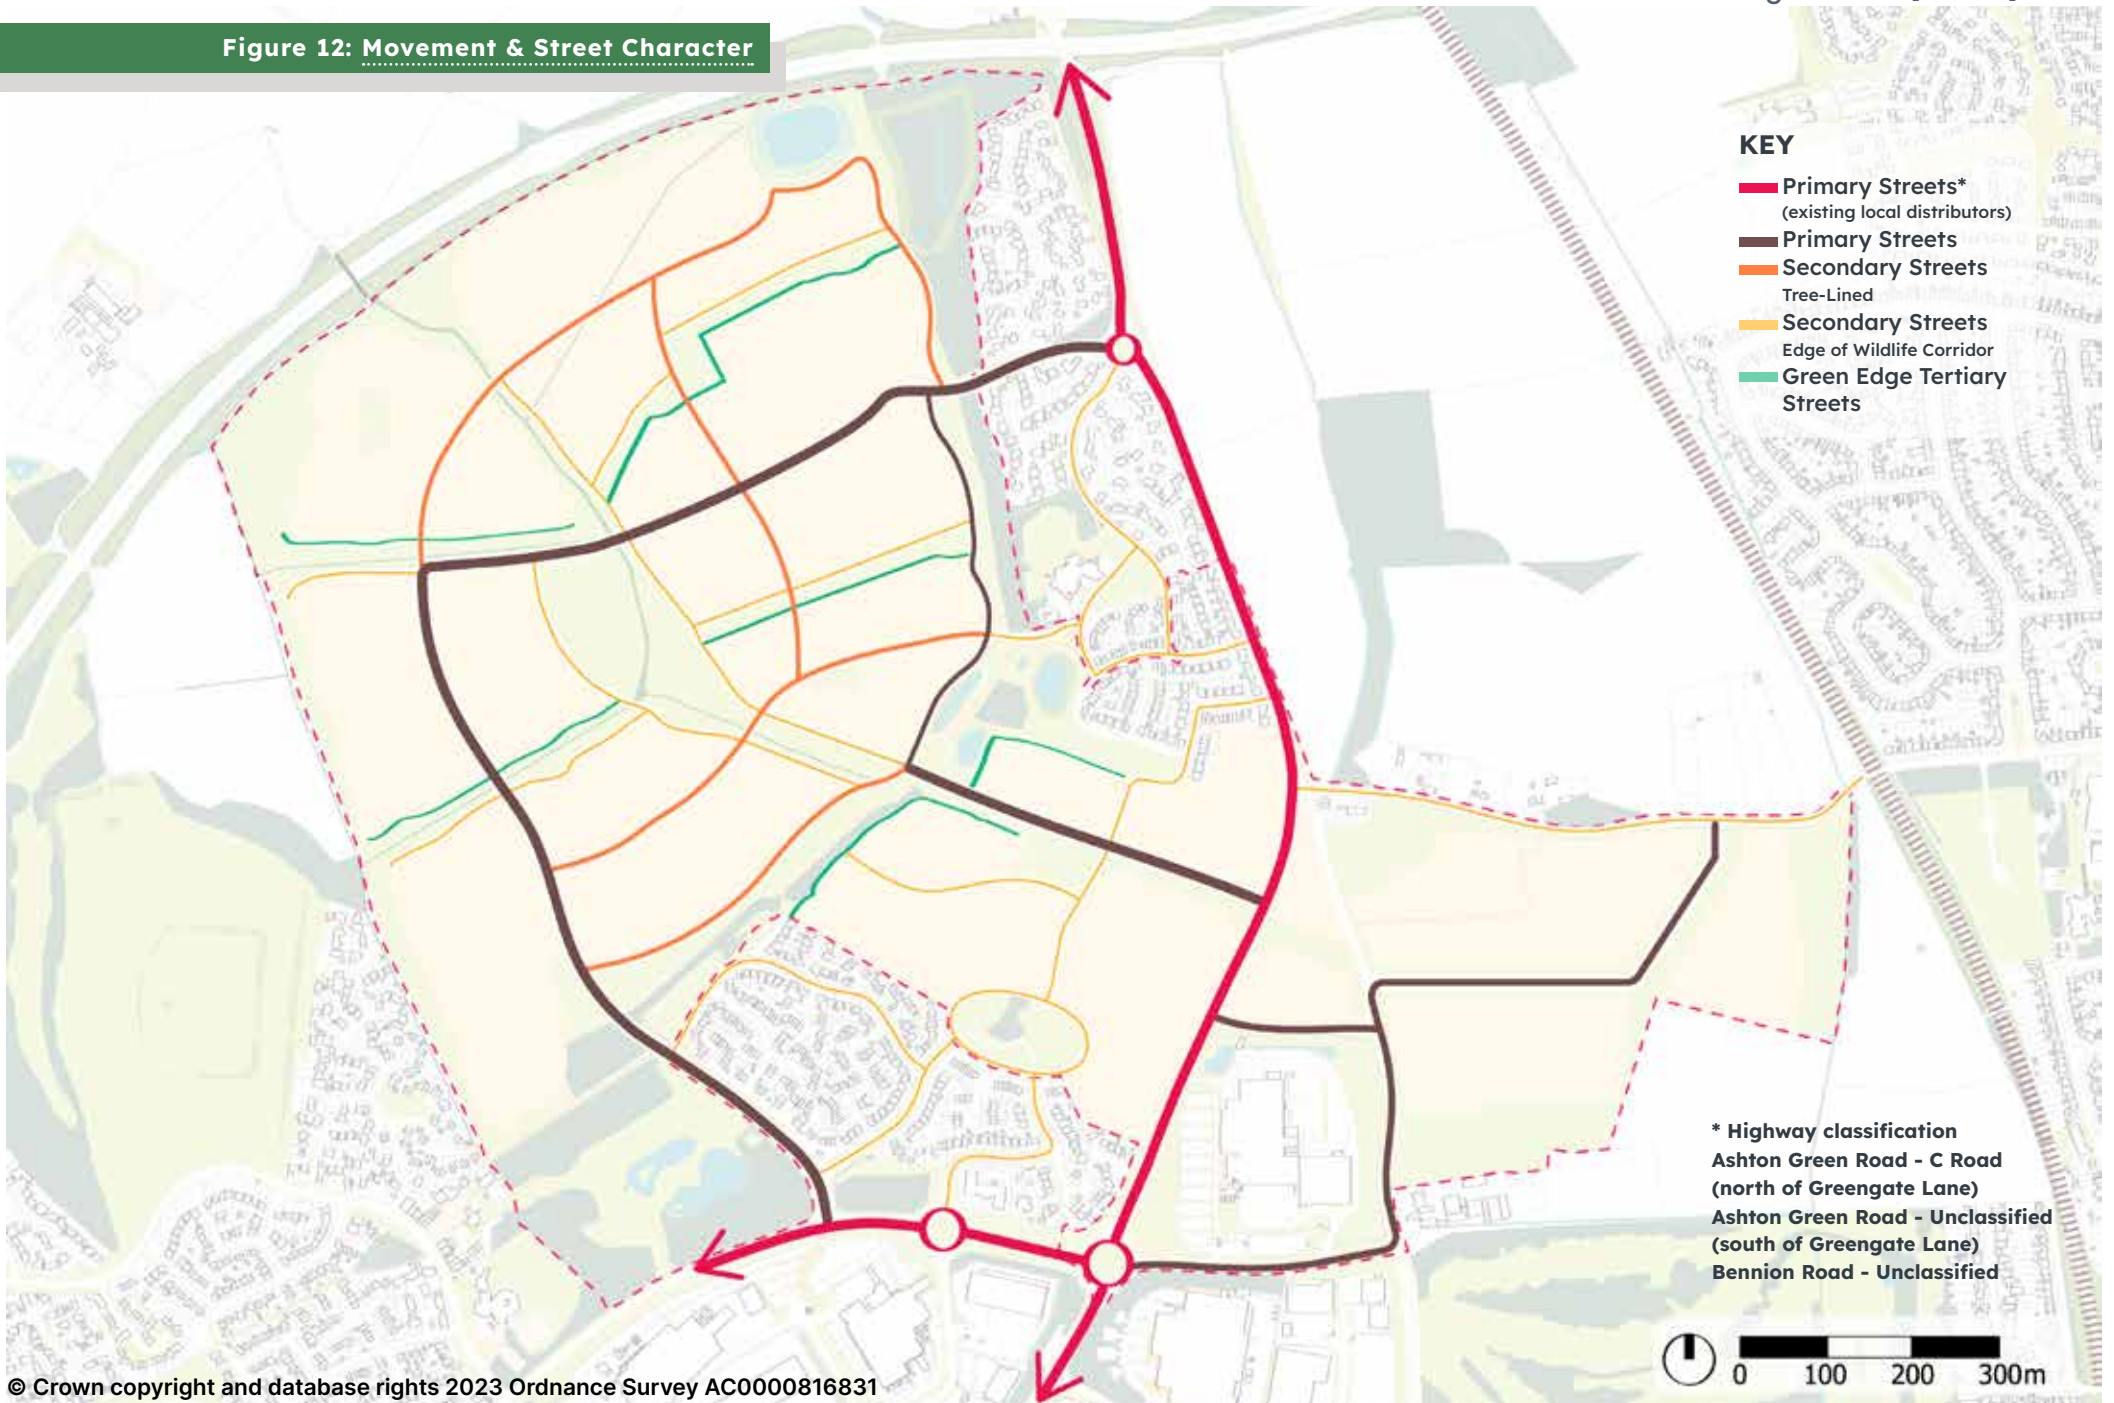 Figure 12: Movement & Street Character
KEY
Primary Streets*
(existing local distributors)
Primary Streets
Secondary Streets
Tree-Lined
Secondary Streets
Edge of Wildlife Corridor
Green Edge Tertiary
Streets
* Highway classification
Ashton Green Road - C Road
(north of Greengate Lane)
Ashton Green Road - Unclassified
(south of Greengate Lane)
Bennion Road - Unclassified
0 100 200 300m
© Crown copyright and database rights 2023 Ordnance Survey AC0000816831